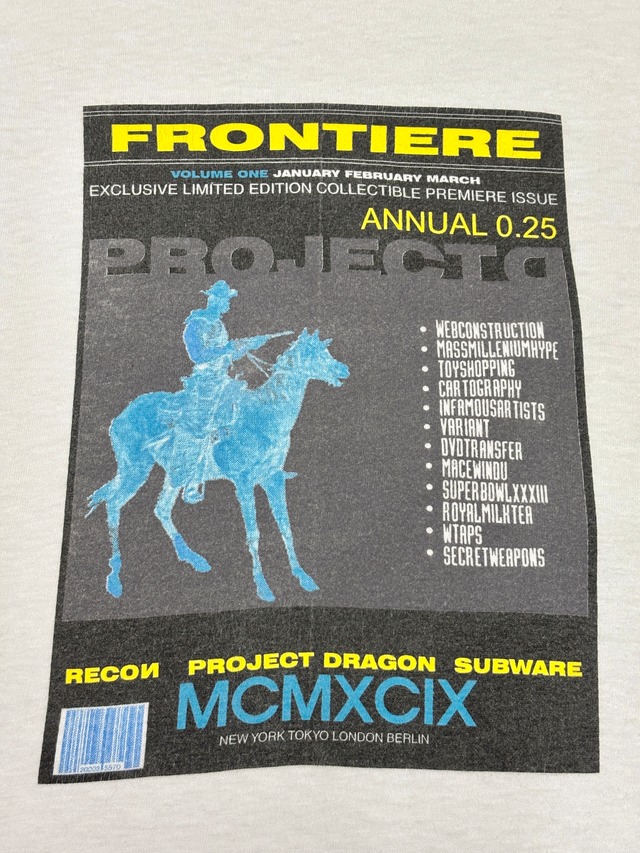 FRONTIERE
VOLUME ONE JANUARY FEBRUARY MARCH
EXCLUSIVE LIMITED EDITION COLLECTIBLE PREMIERE ISSUE
ANNUAL 0.25
PROJECTD
• WEBCONSTRUCTION
• MASSMILLENIUMHYPE
• TOYSHOPPING
• CARTOGRAPHY
• INFAMOUSARTISTS
• VARIANT
• DVDTRANSFER
• MACEWINDU
• SUPERBOWLXXXIII
• ROYALMILKTEA
• WTAPS
• SECRETWEAPONS
RECOИ PROJECT DRAGON SUBWARE
MCMXCIX
NEW YORK TOKYO LONDON BERLIN